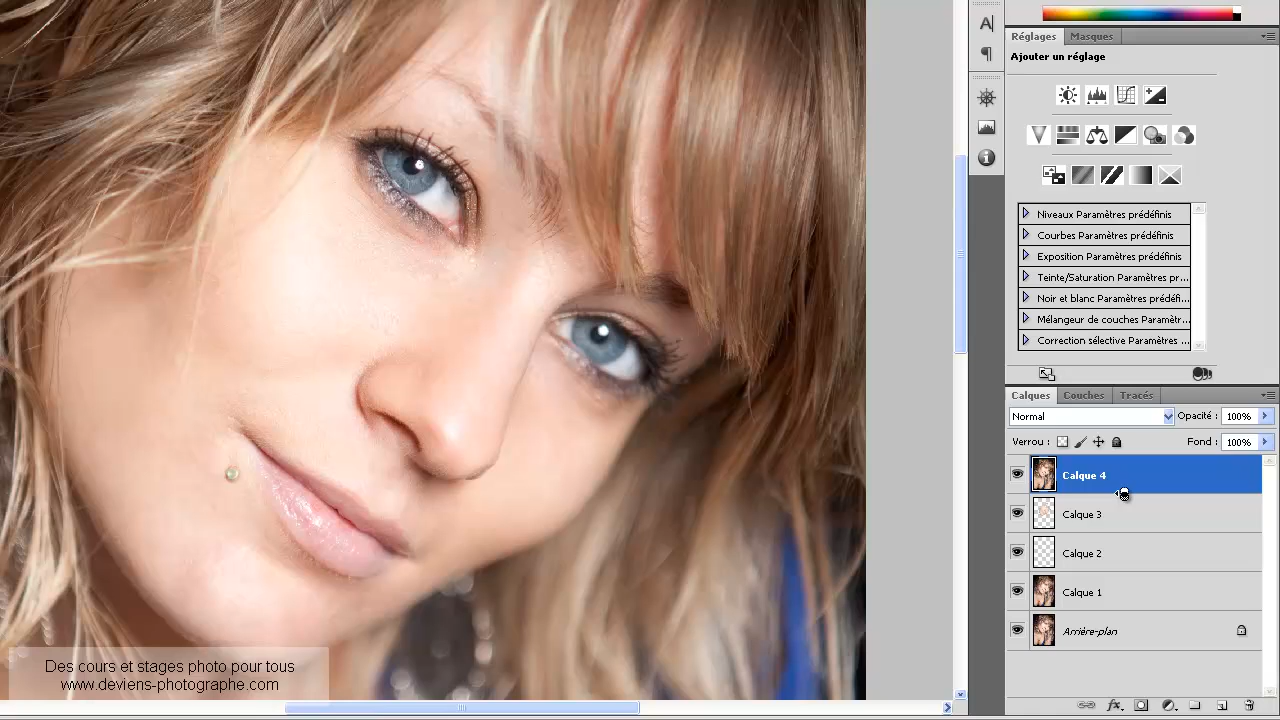 A|
Réglages Masques
Ajouter un réglage
Niveaux Paramètres prédéfinis
Courbes Paramètres prédéfinis
Exposition Paramètres prédéfinis
Teinte/Saturation Paramètres pr...
Noir et blanc Paramètres prédéfi...
Mélangeur de couches Paramètr...
Correction sélective Paramètres ...
Calques Couches Tracés
Normal Opacité : 100%
Verrou : Fond : 100%
Calque 4
Calque 3
Calque 2
Calque 1
Arrière-plan
fx
Des cours et stages photo pour tous
www.deviens-photographe.com